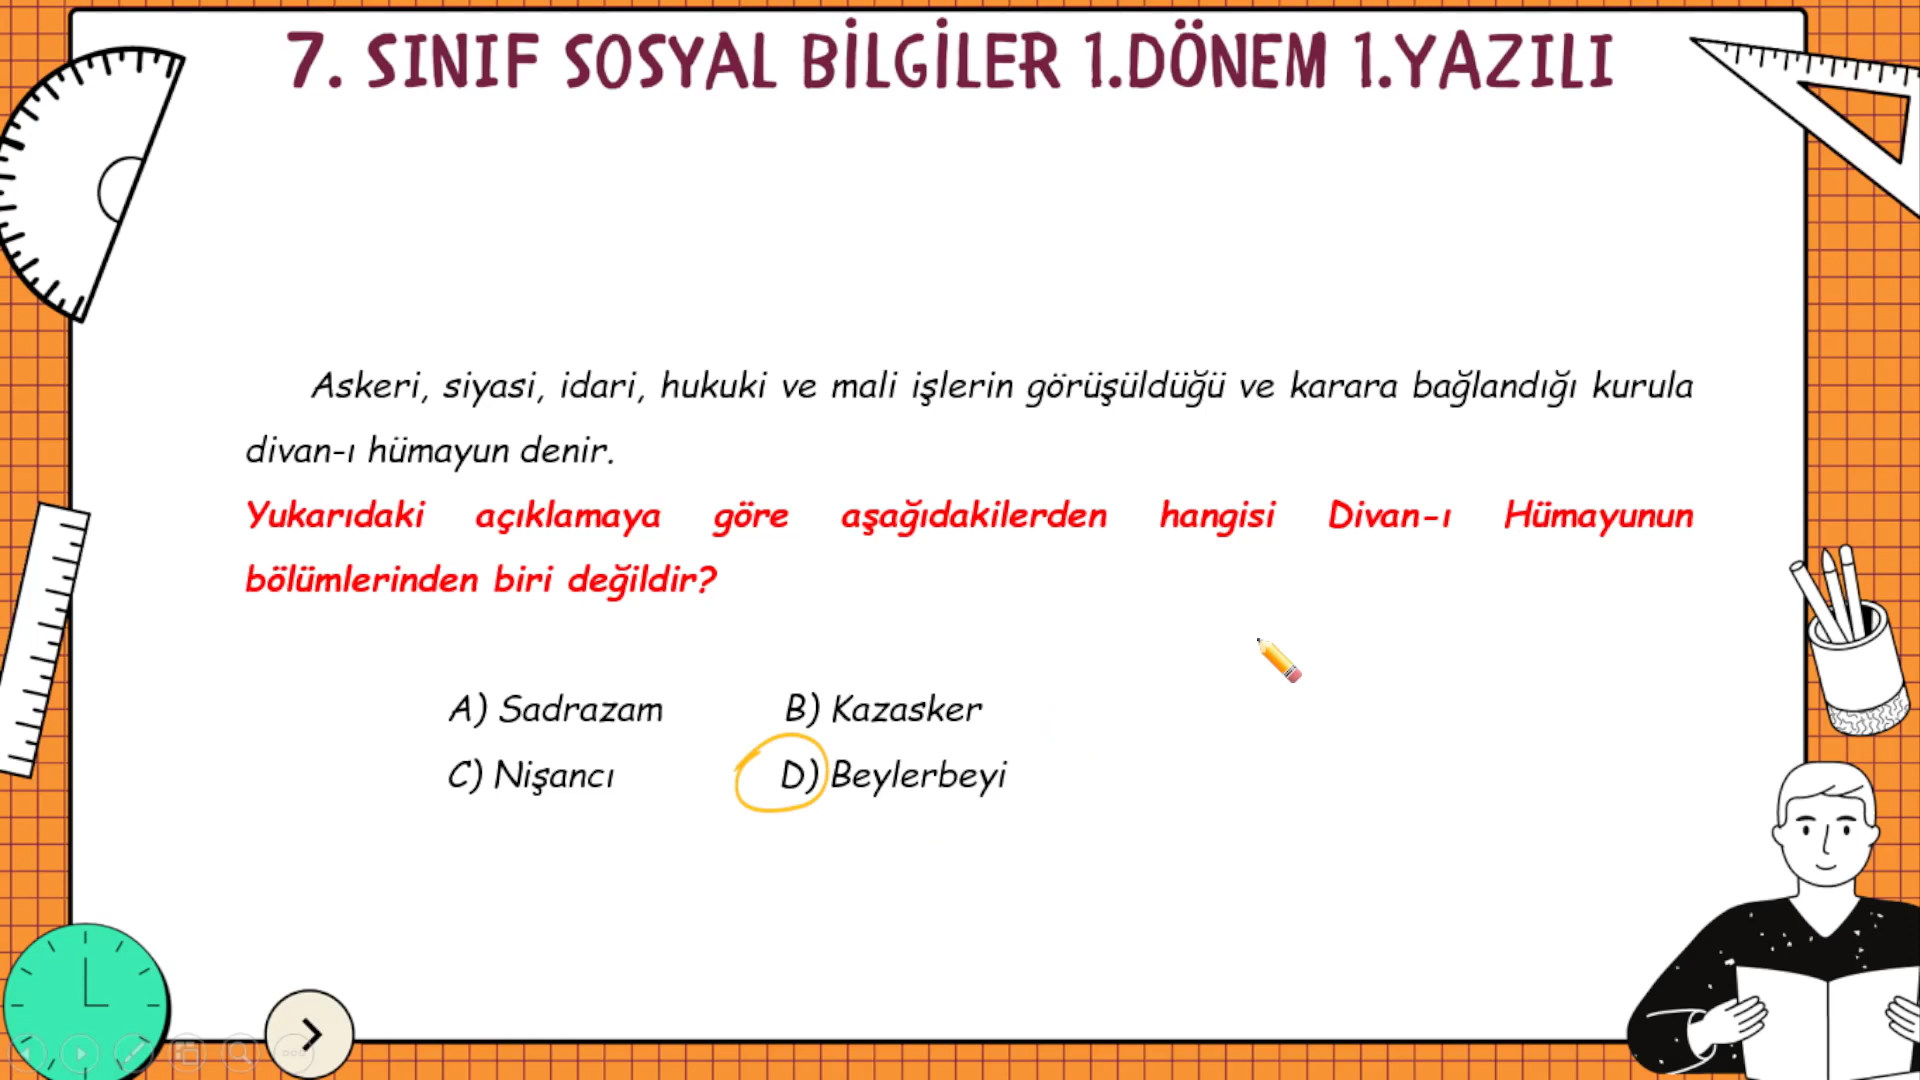 7. SINIF SOSYAL BİLGİLER 1.DÖNEM 1.YAZILI
Askeri, siyasi, idari, hukuki ve mali işlerin görüşüldüğü ve karara bağlandığı kurula
divan-ı hümayun denir.
Yukarıdaki açıklamaya göre aşağıdakilerden hangisi Divan-ı Hümayunun
bölümlerinden biri değildir?
A) Sadrazam B) Kazasker
C) Nişancı D) Beylerbeyi